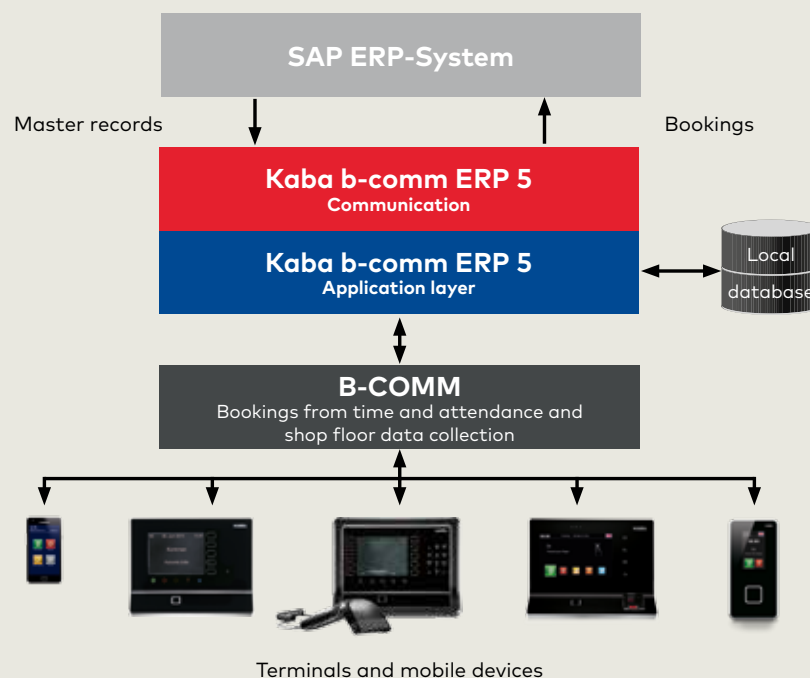 SAP ERP-System
Master records
Bookings
Kaba b-comm ERP 5
Communication
Kaba b-comm ERP 5
Application layer
Local
database
B-COMM
Bookings from time and attendance and
shop floor data collection
Terminals and mobile devices